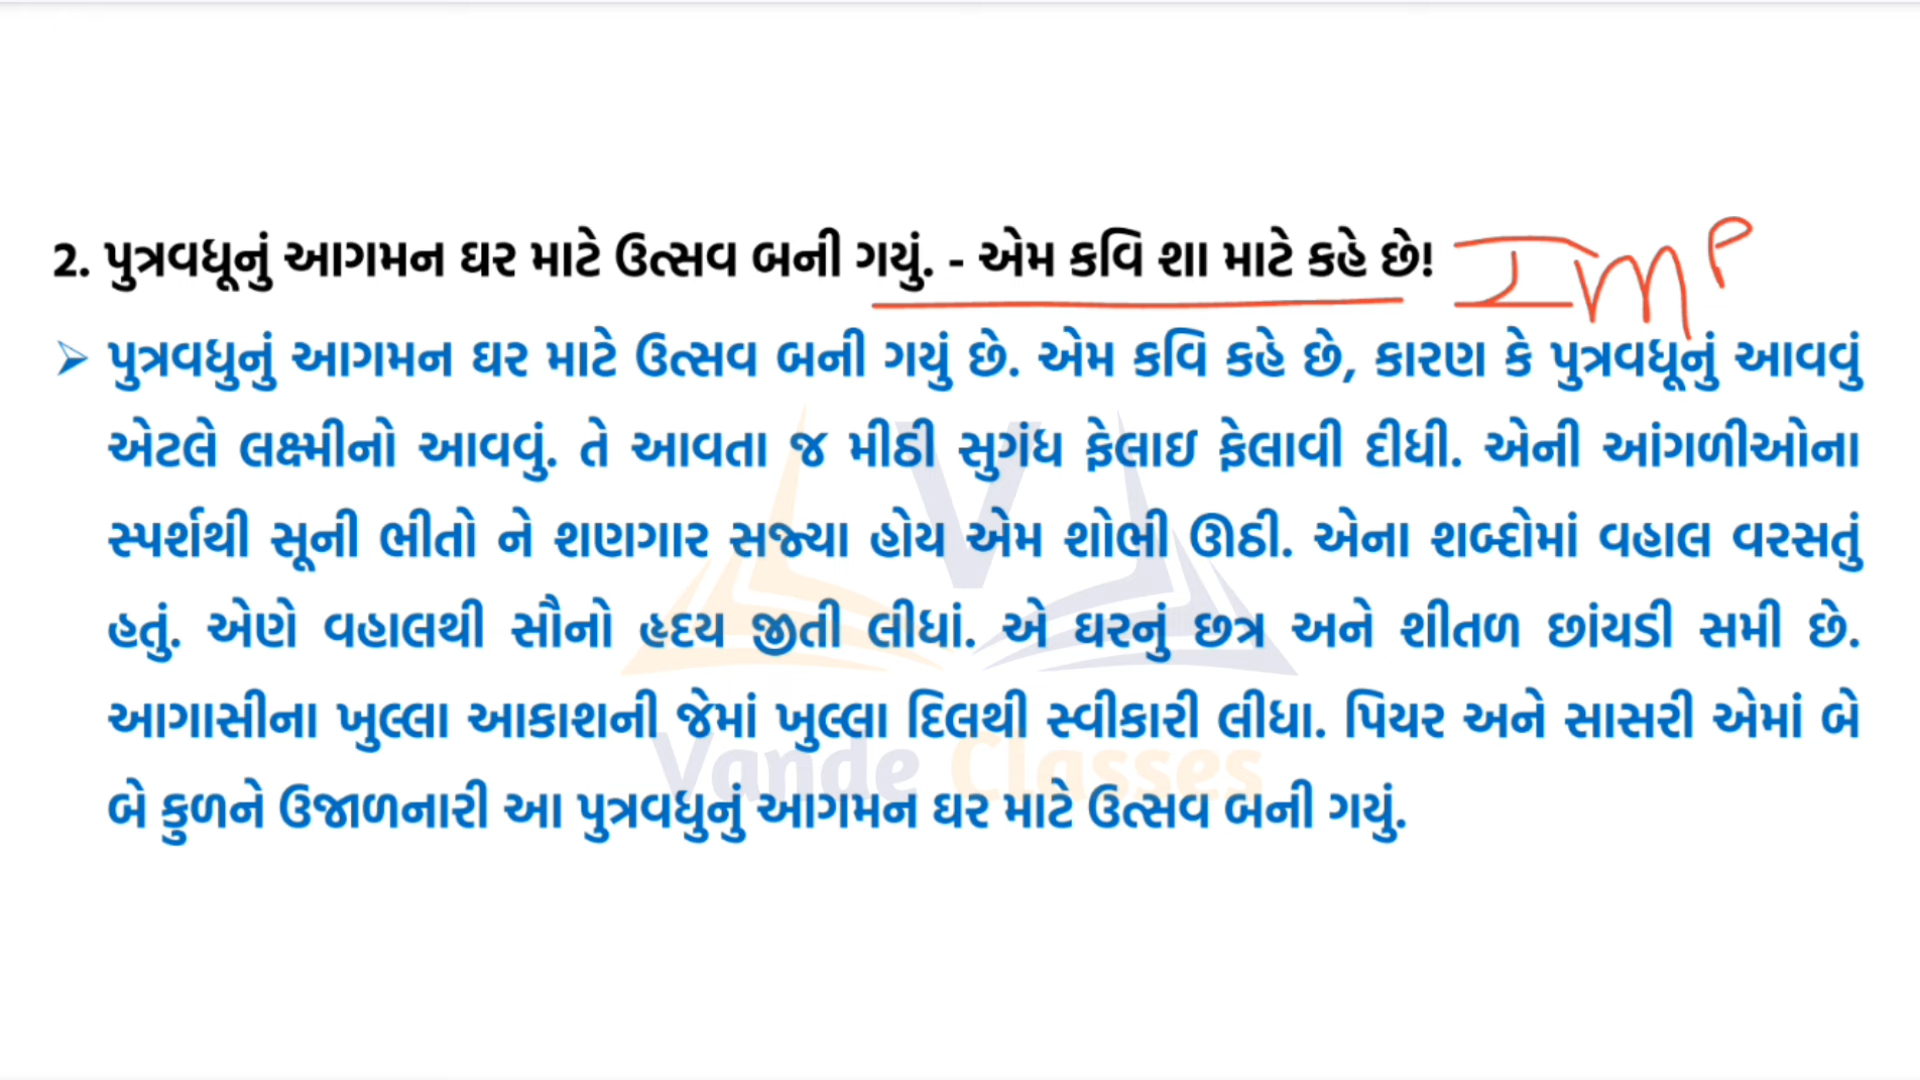 2. પુત્રવધૂનું આગમન ઘર માટે ઉત્સવ બની ગયું. - એમ કવિ શા માટે કહે છે! IMP
➢ પુત્રવધુનું આગમન ઘર માટે ઉત્સવ બની ગયું છે. એમ કવિ કહે છે, કારણ કે પુત્રવધૂનું આવવું
એટલે લક્ષ્મીનો આવવું. તે આવતા જ મીઠી સુગંધ ફેલાઇ ફેલાવી દીધી. એની આંગળીઓના
સ્પર્શથી સૂની ભીતો ને શણગાર સજ્યા હોય એમ શોભી ઊઠી. એના શબ્દોમાં વહાલ વરસતું
હતું. એણે વહાલથી સૌનો હૃદય જીતી લીધાં. એ ઘરનું છત્ર અને શીતળ છાંયડી સમી છે.
આગાસીના ખુલ્લા આકાશની જેમાં ખુલ્લા દિલથી સ્વીકારી લીધા. પિયર અને સાસરી એમાં બે
બે કુળને ઉજાળનારી આ પુત્રવધુનું આગમન ઘર માટે ઉત્સવ બની ગયું.
Vande Classes